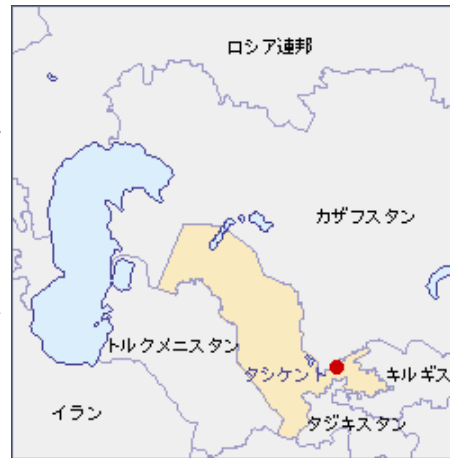 ロシア連邦
カザフスタン
トルクメニスタン
タシケント
キルギス
イラン
タジキスタン